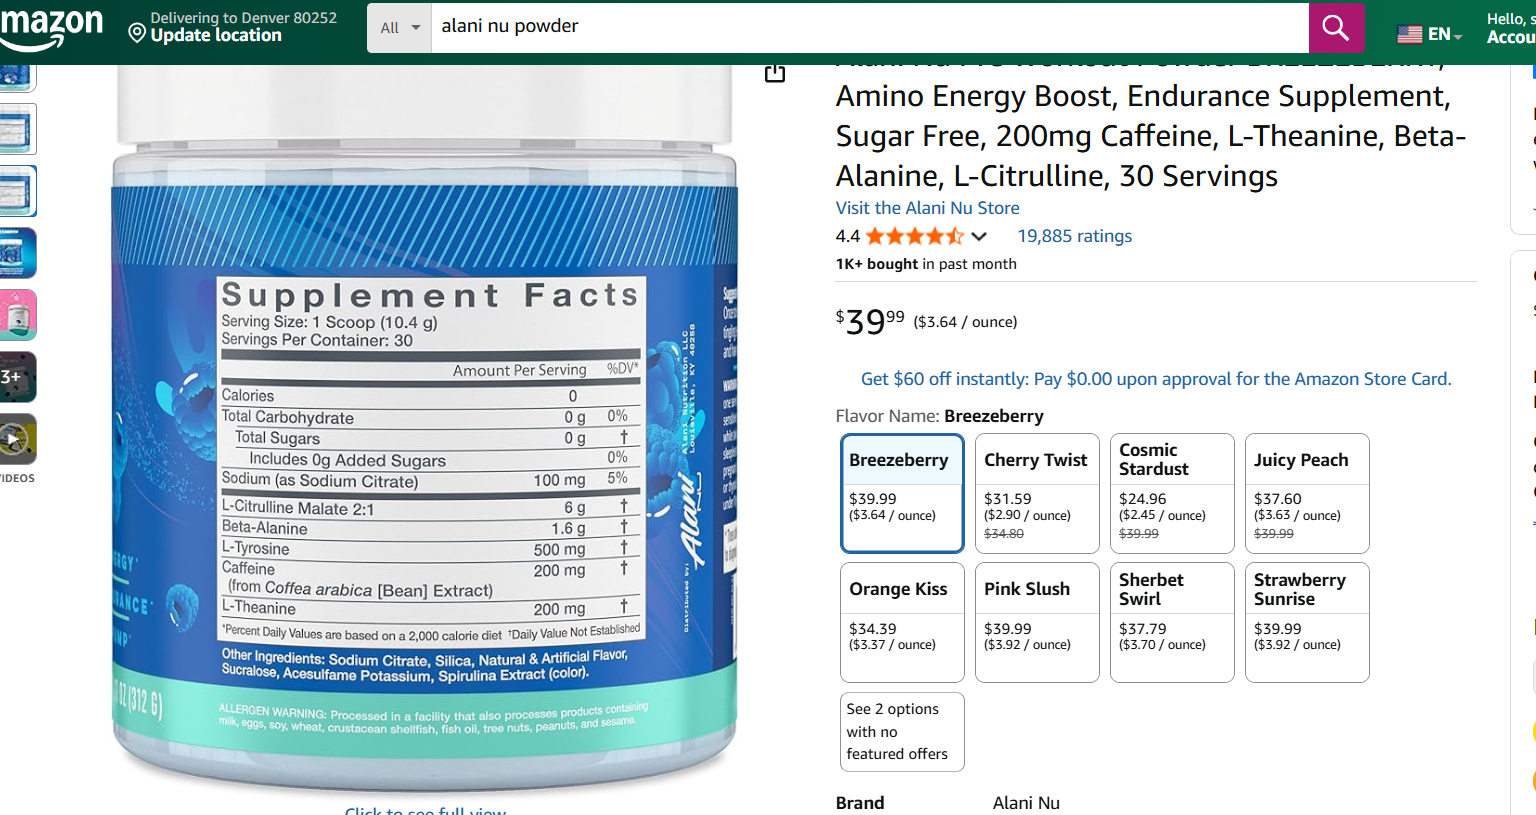 mazon
Delivering to Denver 80252
Update location
All
alani nu powder
EN
Hello, s
Accou
Amino Energy Boost, Endurance Supplement,
Sugar Free, 200mg Caffeine, L-Theanine, Beta-
Alanine, L-Citrulline, 30 Servings
Visit the Alani Nu Store
4.4
19,885 ratings
1K+ bought in past month
$39.99 ($3.64 / ounce)
Get $60 off instantly: Pay $0.00 upon approval for the Amazon Store Card.
Flavor Name: Breezeberry
Breezeberry
$39.99
($3.64 / ounce)
Cherry Twist
$31.59
($2.90 / ounce)
$34.80
Cosmic
Stardust
$24.96
($2.45 / ounce)
$39.99
Juicy Peach
$37.60
($3.63 / ounce)
$39.99
Orange Kiss
$34.39
($3.37 / ounce)
Pink Slush
$39.99
($3.92 / ounce)
Sherbet
Swirl
$37.79
($3.70 / ounce)
Strawberry
Sunrise
$39.99
($3.92 / ounce)
See 2 options
with no
featured offers
Brand Alani Nu
3+
VIDEOS
Supplement Facts
Serving Size: 1 Scoop (10.4 g)
Servings Per Container: 30
Amount Per Serving %DV*
Calories 0
Total Carbohydrate 0 g 0%
Total Sugars 0 g †
Includes 0g Added Sugars 0%
Sodium (as Sodium Citrate) 100 mg 5%
L-Citrulline Malate 2:1 6 g †
Beta-Alanine 1.6 g †
L-Tyrosine 500 mg †
Caffeine 200 mg †
(from Coffea arabica [Bean] Extract)
L-Theanine 200 mg †
*Percent Daily Values are based on a 2,000 calorie diet †Daily Value Not Established
Other Ingredients: Sodium Citrate, Silica, Natural & Artificial Flavor,
Sucralose, Acesulfame Potassium, Spirulina Extract (color).
ALLERGEN WARNING: Processed in a facility that also processes products containing
milk, eggs, soy, wheat, crustacean shellfish, fish oil, tree nuts, peanuts, and sesame.
OZ (312 G)
Distributed by:
Alani Nu
Alani Nutrition LLC
Louisville, KY 40258
Click to see full view